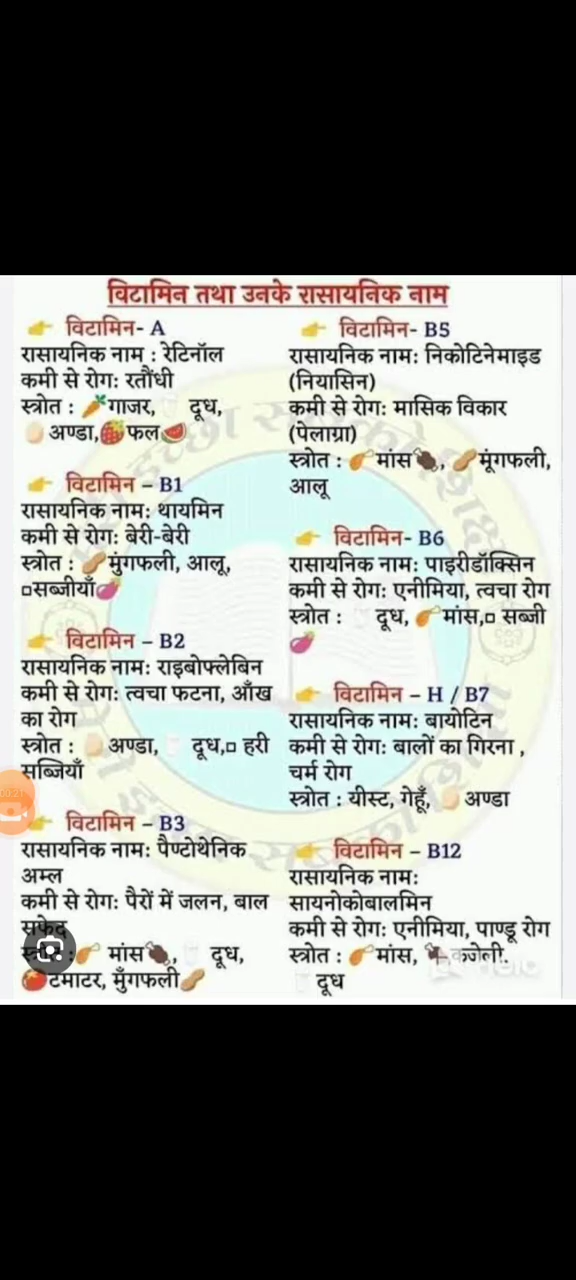 विटामिन तथा उनके रासायनिक नाम
विटामिन- A
रासायनिक नाम : रेटिनॉल
कमी से रोग: रतौंधी
स्त्रोत : गाजर, दूध,
अण्डा, फल
विटामिन – B1
रासायनिक नाम: थायमिन
कमी से रोग: बेरी-बेरी
स्त्रोत : मुंगफली, आलू,
सब्जीयाँ
विटामिन – B2
रासायनिक नाम: राइबोफ्लेबिन
कमी से रोग: त्वचा फटना, आँख
का रोग
स्त्रोत : अण्डा, दूध, हरी
सब्जियाँ
विटामिन – B3
रासायनिक नाम: पैण्टोथेनिक
अम्ल
कमी से रोग: पैरों में जलन, बाल
सफेद
मांस, दूध,
टमाटर, मुँगफली
विटामिन- B5
रासायनिक नाम: निकोटिनेमाइड
(नियासिन)
कमी से रोग: मासिक विकार
(पेलाग्रा)
स्त्रोत : मांस, मूंगफली,
आलू
विटामिन- B6
रासायनिक नाम: पाइरीडॉक्सिन
कमी से रोग: एनीमिया, त्वचा रोग
स्त्रोत : दूध, मांस, सब्जी
विटामिन – H / B7
रासायनिक नाम: बायोटिन
कमी से रोग: बालों का गिरना ,
चर्म रोग
स्त्रोत : यीस्ट, गेहूँ, अण्डा
विटामिन – B12
रासायनिक नाम:
सायनोकोबालमिन
कमी से रोग: एनीमिया, पाण्डू रोग
स्त्रोत : मांस, कजेली.
दूध